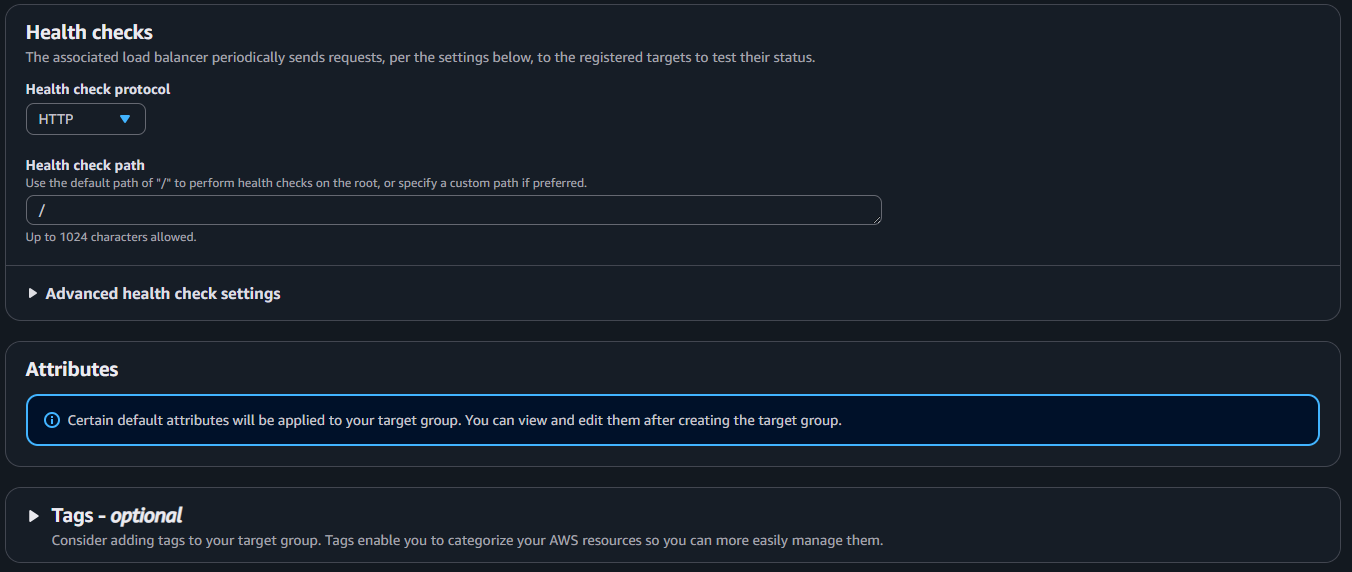 Health checks
The associated load balancer periodically sends requests, per the settings below, to the registered targets to test their status.
Health check protocol
HTTP
Health check path
Use the default path of "/" to perform health checks on the root, or specify a custom path if preferred.
/
Up to 1024 characters allowed.
Advanced health check settings
Attributes
Certain default attributes will be applied to your target group. You can view and edit them after creating the target group.
Tags - optional
Consider adding tags to your target group. Tags enable you to categorize your AWS resources so you can more easily manage them.